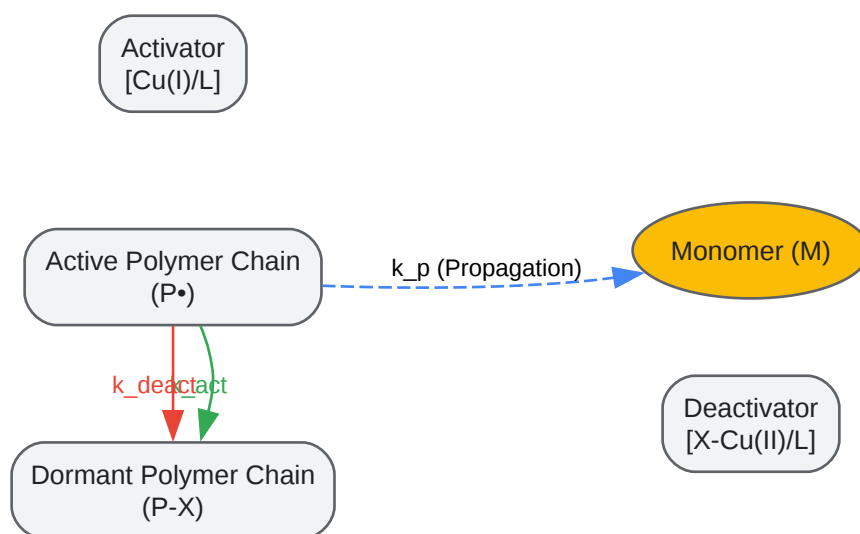 Activator
[Cu(I)/L]
Active Polymer Chain
(P•)
k_p (Propagation)
Monomer (M)
k_deact
k_act
Deactivator
[X-Cu(II)/L]
Dormant Polymer Chain
(P-X)